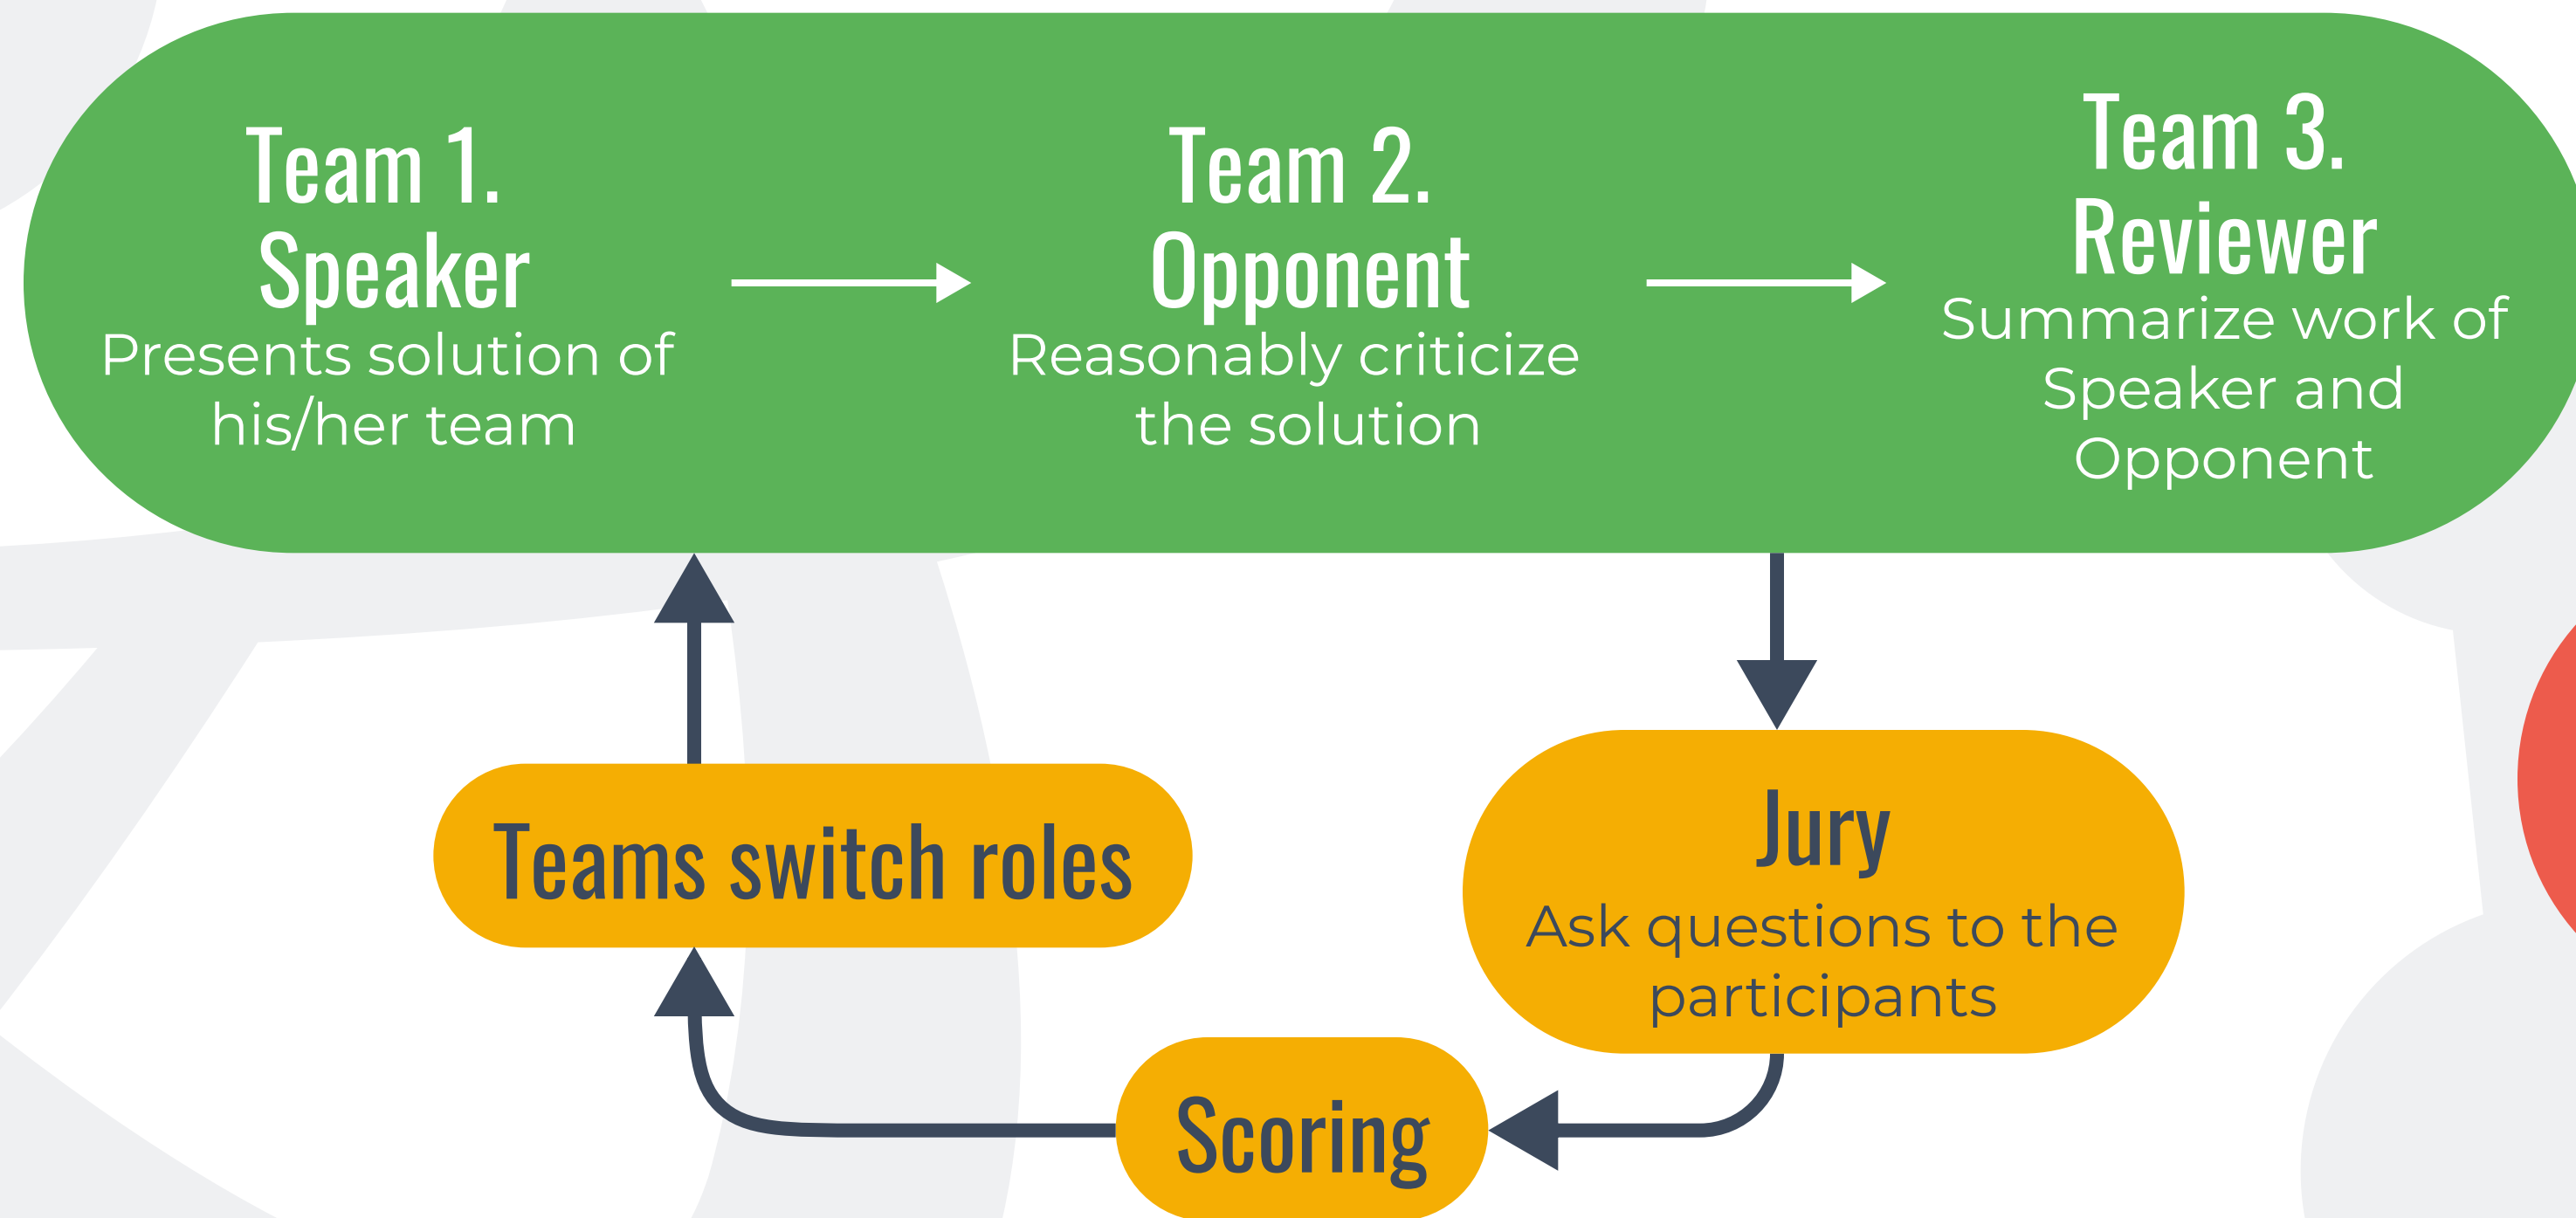 Team 1.
Speaker
Presents solution of
his/her team
Team 2.
Opponent
Reasonably criticize
the solution
Team 3.
Reviewer
Summarize work of
Speaker and
Opponent
Teams switch roles
Jury
Ask questions to the
participants
Scoring